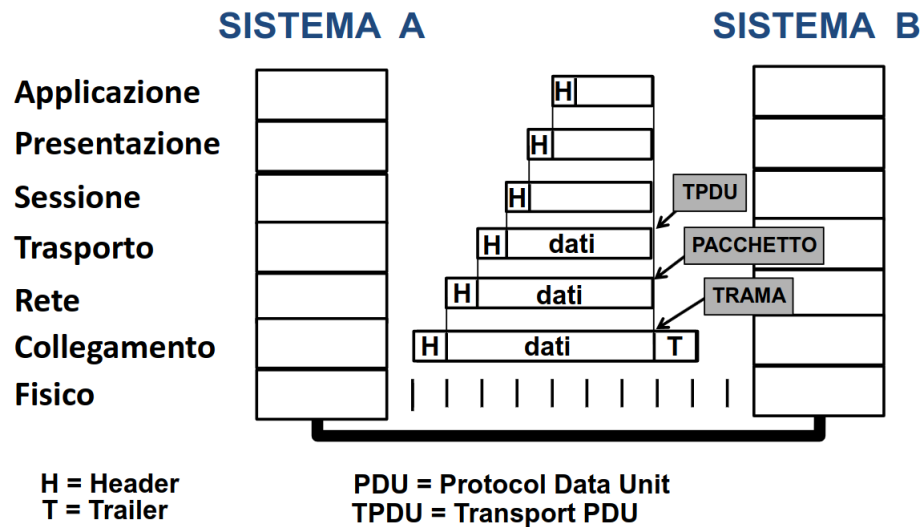 SISTEMA A
SISTEMA B
Applicazione
H
Presentazione
H
Sessione
H
TPDU
Trasporto
H dati
PACCHETTO
Rete
H dati
TRAMA
Collegamento
H dati T
Fisico
H = Header
PDU = Protocol Data Unit
T = Trailer
TPDU = Transport PDU